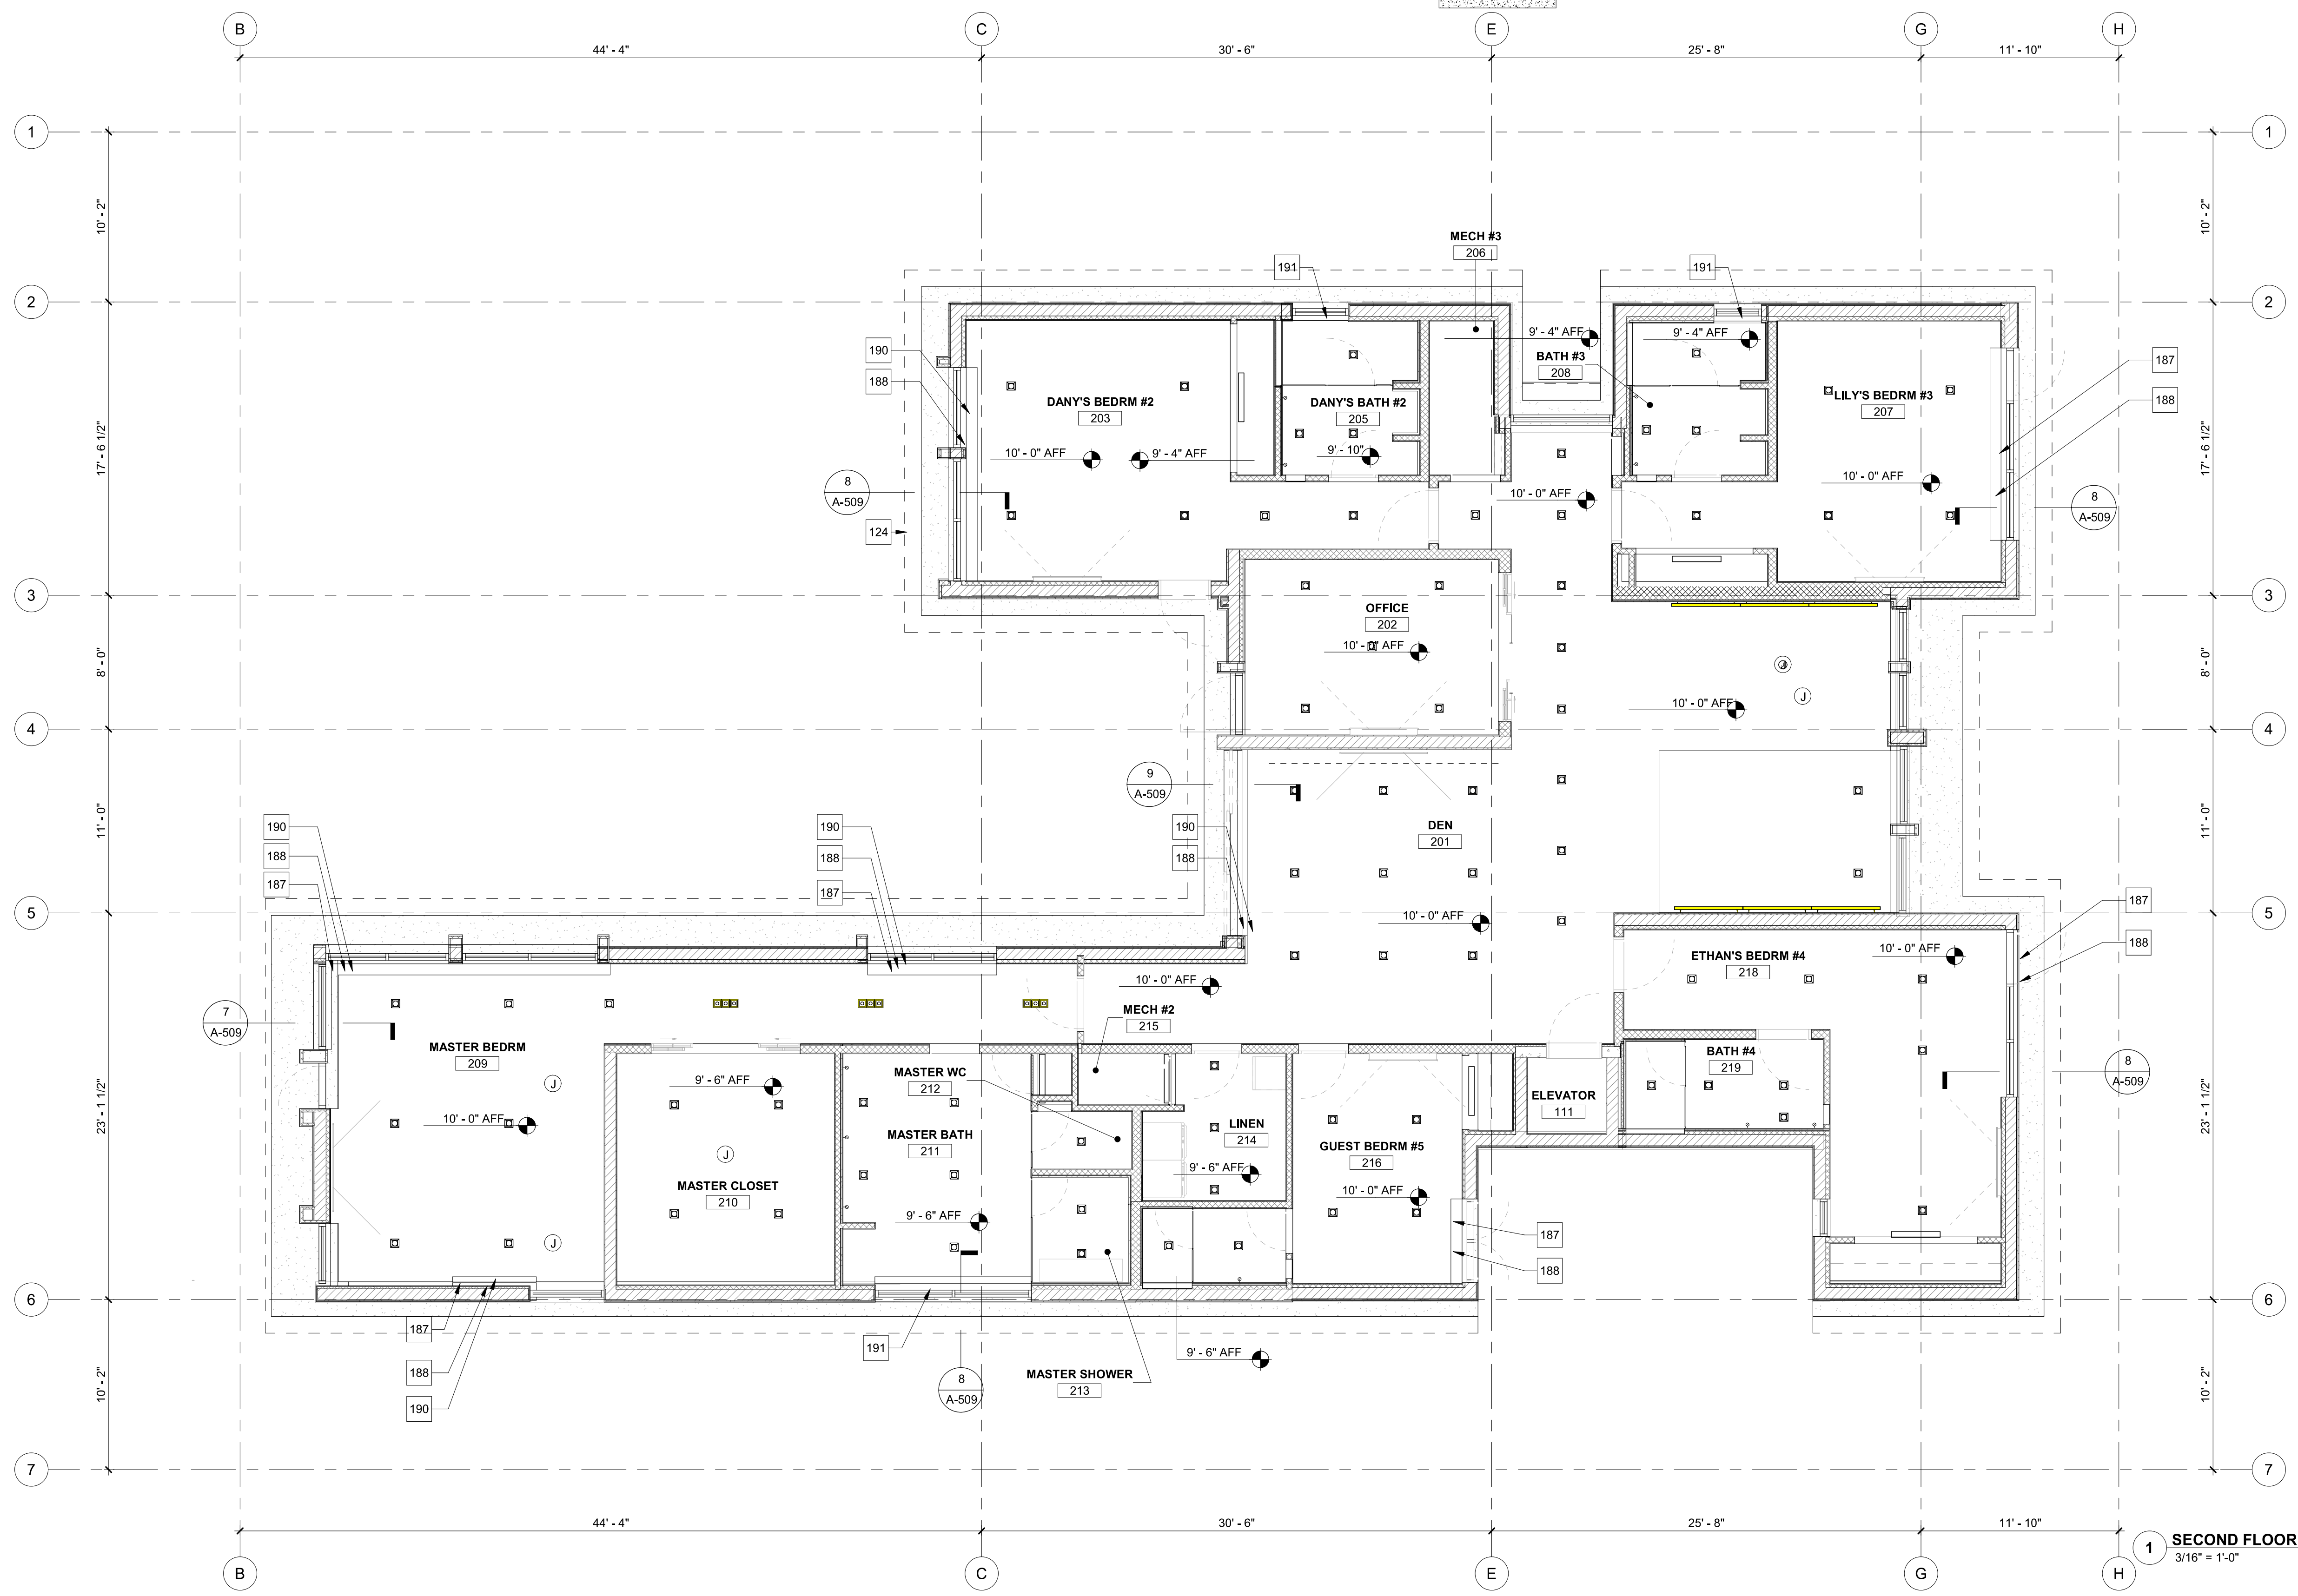 B
C
E
G
H
44' - 4"
30' - 6"
25' - 8"
11' - 10"
1
1
10' - 2"
10' - 2"
MECH #3
206
191
191
2
2
9' - 4" AFF
9' - 4" AFF
190
BATH #3
208
187
188
188
DANY'S BEDRM #2
203
DANY'S BATH #2
205
LILY'S BEDRM #3
207
17' - 6 1/2"
17' - 6 1/2"
10' - 0" AFF
9' - 4" AFF
9' - 10"
10' - 0" AFF
8
A-509
10' - 0" AFF
8
A-509
124
3
3
OFFICE
202
10' - 0" AFF
8' - 0"
8' - 0"
J
10' - 0" AFF
4
4
9
A-509
11' - 0"
11' - 0"
190
190
190
DEN
201
188
188
188
187
187
187
5
5
10' - 0" AFF
188
ETHAN'S BEDRM #4
218
10' - 0" AFF
10' - 0" AFF
7
A-509
MECH #2
215
MASTER BEDRM
209
MASTER WC
212
BATH #4
219
8
A-509
9' - 6" AFF
J
ELEVATOR
111
23' - 1 1/2"
23' - 1 1/2"
10' - 0" AFF
MASTER BATH
211
LINEN
214
GUEST BEDRM #5
216
J
9' - 6" AFF
MASTER CLOSET
210
10' - 0" AFF
9' - 6" AFF
187
J
188
6
6
187
191
9' - 6" AFF
188
MASTER SHOWER
213
8
A-509
190
10' - 2"
10' - 2"
7
7
44' - 4"
30' - 6"
25' - 8"
11' - 10"
B
C
E
G
H
1
SECOND FLOOR
3/16" = 1'-0"